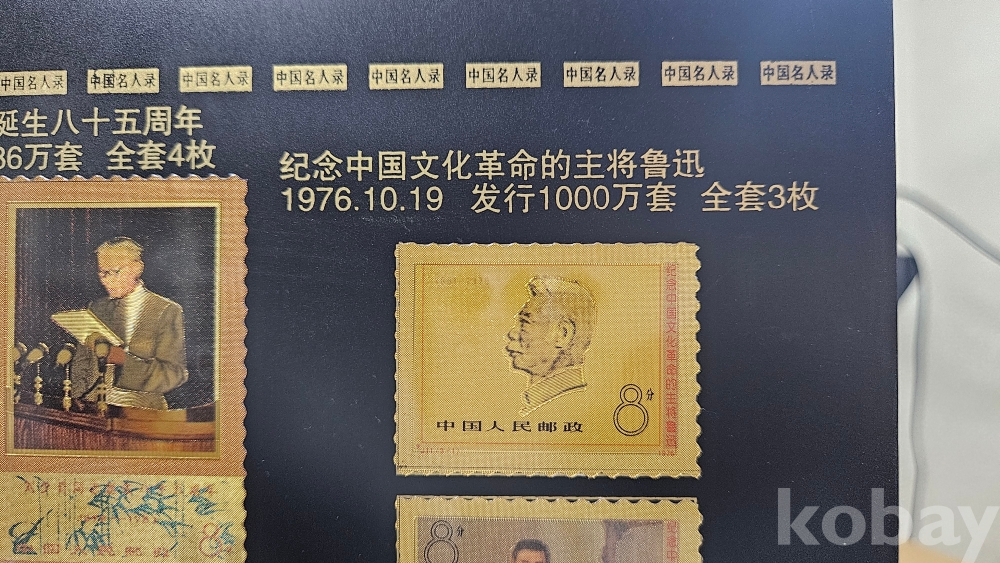 中国名人录 中国名人录 中国名人录 中国名人录 中国名人录 中国名人录 中国名人录 中国名人录 中国名人录
诞生八十五周年
86万套 全套4枚
纪念中国文化革命的主将鲁迅
1976.10.19 发行1000万套 全套3枚
纪念中国文化革命的主将鲁迅
8分
中国人民邮政
1976
8分
纪念中
8
kobay